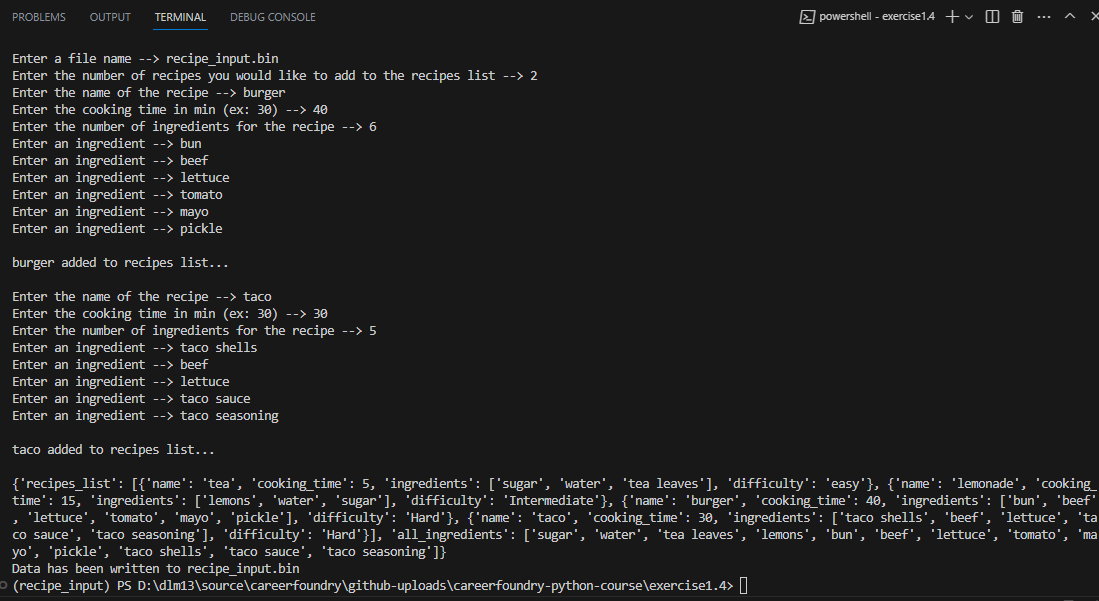 PROBLEMS OUTPUT TERMINAL DEBUG CONSOLE powershell - exercise1.4
Enter a file name --> recipe_input.bin
Enter the number of recipes you would like to add to the recipes list --> 2
Enter the name of the recipe --> burger
Enter the cooking time in min (ex: 30) --> 40
Enter the number of ingredients for the recipe --> 6
Enter an ingredient --> bun
Enter an ingredient --> beef
Enter an ingredient --> lettuce
Enter an ingredient --> tomato
Enter an ingredient --> mayo
Enter an ingredient --> pickle
burger added to recipes list...
Enter the name of the recipe --> taco
Enter the cooking time in min (ex: 30) --> 30
Enter the number of ingredients for the recipe --> 5
Enter an ingredient --> taco shells
Enter an ingredient --> beef
Enter an ingredient --> lettuce
Enter an ingredient --> taco sauce
Enter an ingredient --> taco seasoning
taco added to recipes list...
{'recipes_list': [{'name': 'tea', 'cooking_time': 5, 'ingredients': ['sugar', 'water', 'tea leaves'], 'difficulty': 'easy'}, {'name': 'lemonade', 'cooking_
time': 15, 'ingredients': ['lemons', 'water', 'sugar'], 'difficulty': 'Intermediate'}, {'name': 'burger', 'cooking_time': 40, 'ingredients': ['bun', 'beef'
, 'lettuce', 'tomato', 'mayo', 'pickle'], 'difficulty': 'Hard'}, {'name': 'taco', 'cooking_time': 30, 'ingredients': ['taco shells', 'beef', 'lettuce', 'ta
co sauce', 'taco seasoning'], 'difficulty': 'Hard'}], 'all_ingredients': ['sugar', 'water', 'tea leaves', 'lemons', 'bun', 'beef', 'lettuce', 'tomato', 'ma
yo', 'pickle', 'taco shells', 'taco sauce', 'taco seasoning']}
Data has been written to recipe_input.bin
(recipe_input) PS D:\dlm13\source\careerfoundry\github-uploads\careerfoundry-python-course\exercise1.4>